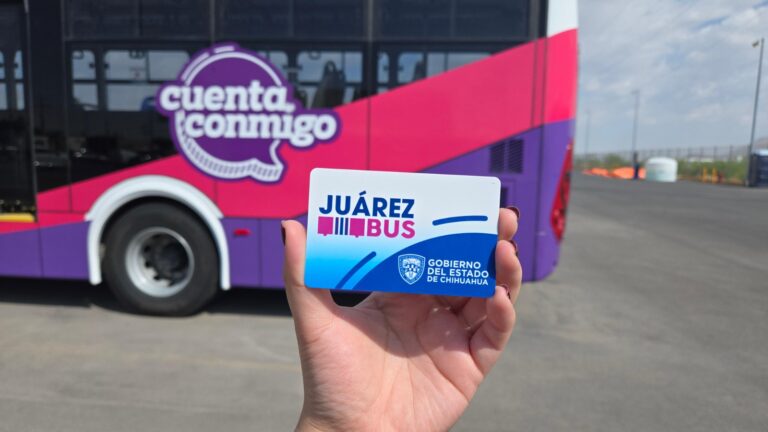 cuenta
conmigo
JUÁREZ
BUS
GOBIERNO
DEL ESTADO
DE CHIHUAHUA